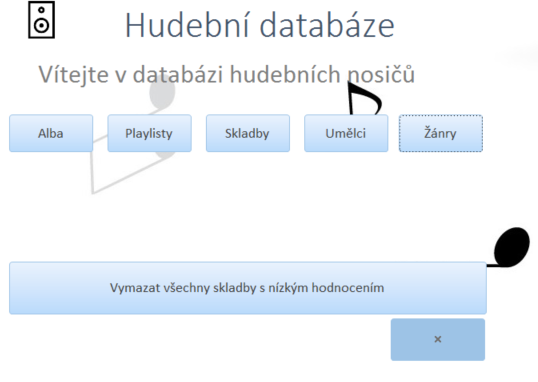 Hudební databáze
Vítejte v databázi hudebních nosičů
Alba Playlisty Skladby Umělci Žánry
Vymazat všechny skladby s nízkým hodnocením
×